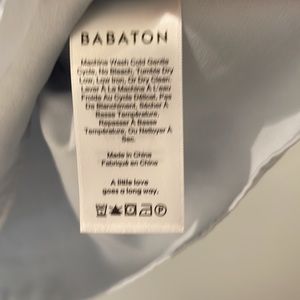 BABATON
Machine Wash Cold Gentle
Cycle, No Bleach, Tumble Dry
Low, Low Iron, Or Dry Clean.
Laver À La Machine À L'eau
Froide Au Cycle Délicat, Pas
De Blanchiment, Sécher À
Basse Température,
Repasser À Basse
Température, Ou Nettoyer À
Sec.
Made in China
Fabriqué en Chine
A little love
goes a long way.